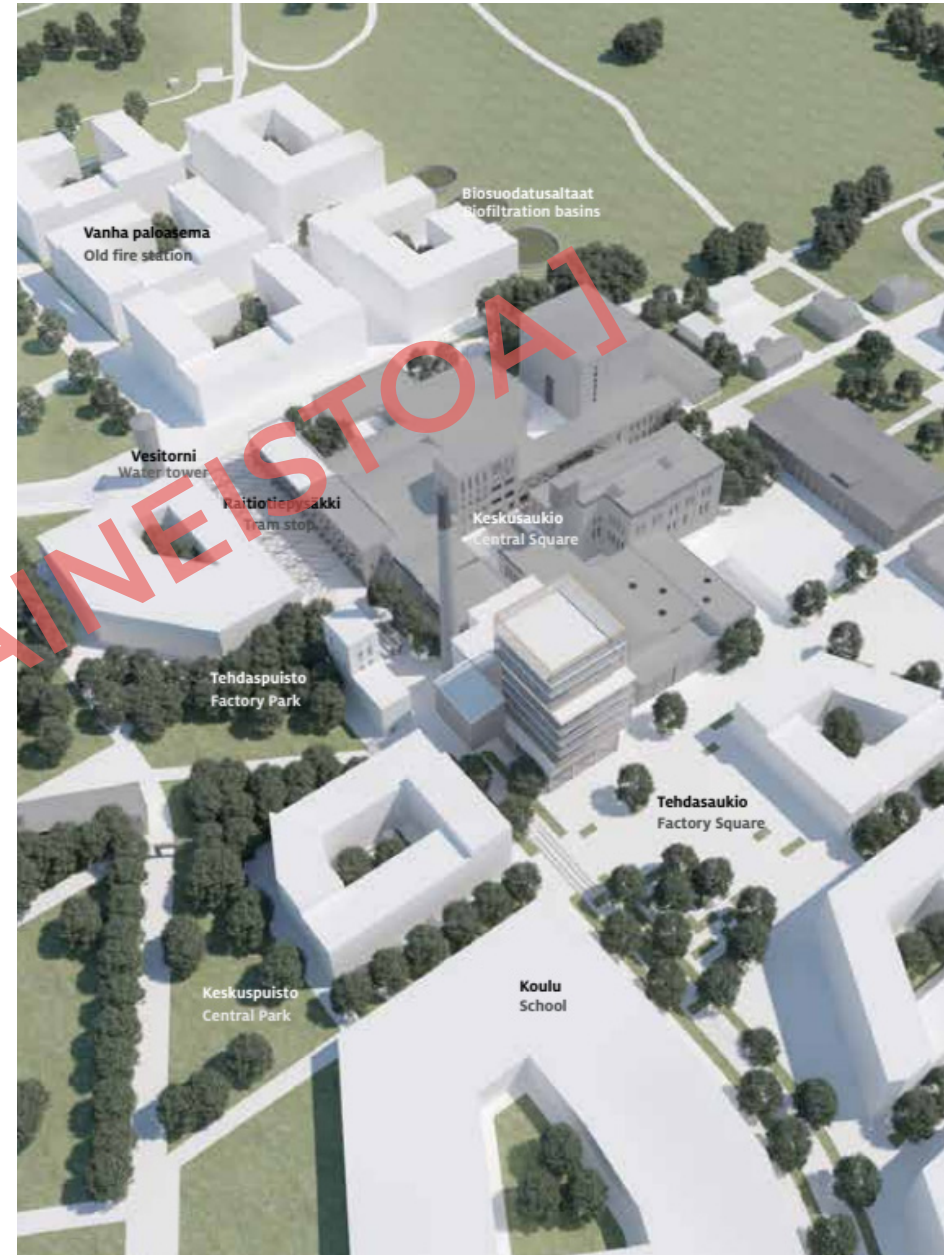 Biosuodatusaltaat
Biofiltration basins
Vanha paloasema
Old fire station
Vesitorni
Water tower
Raitiotiepysäkki
Tram stop
Keskusaukio
Central Square
Tehdaspuisto
Factory Park
Tehdasaukio
Factory Square
Keskuspuisto
Central Park
Koulu
School
AINEISTOA]